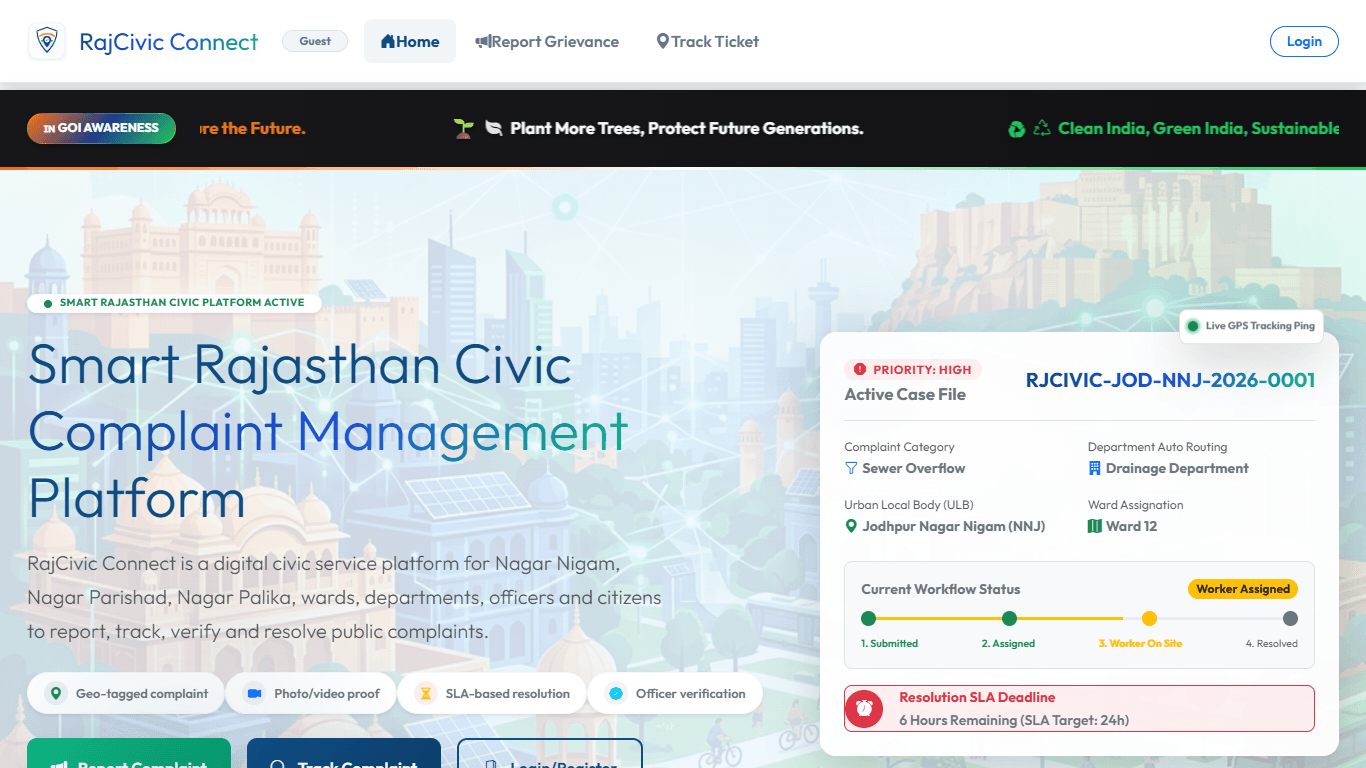 RajCivic Connect
Guest
Home
Report Grievance
Track Ticket
Login
IN GOI AWARENESS
the Future.
Plant More Trees, Protect Future Generations.
Clean India, Green India, Sustainable
SMART RAJASTHAN CIVIC PLATFORM ACTIVE
Smart Rajasthan Civic
Complaint Management
Platform
RajCivic Connect is a digital civic service platform for Nagar Nigam,
Nagar Parishad, Nagar Palika, wards, departments, officers and citizens
to report, track, verify and resolve public complaints.
Geo-tagged complaint
Photo/video proof
SLA-based resolution
Officer verification
Report Complaint
Track Complaint
Login/Register
Live GPS Tracking Ping
PRIORITY: HIGH
Active Case File
RJCIVIC-JOD-NNJ-2026-0001
Complaint Category
Sewer Overflow
Department Auto Routing
Drainage Department
Urban Local Body (ULB)
Jodhpur Nagar Nigam (NNJ)
Ward Assignation
Ward 12
Current Workflow Status
Worker Assigned
1. Submitted
2. Assigned
3. Worker On Site
4. Resolved
Resolution SLA Deadline
6 Hours Remaining (SLA Target: 24h)